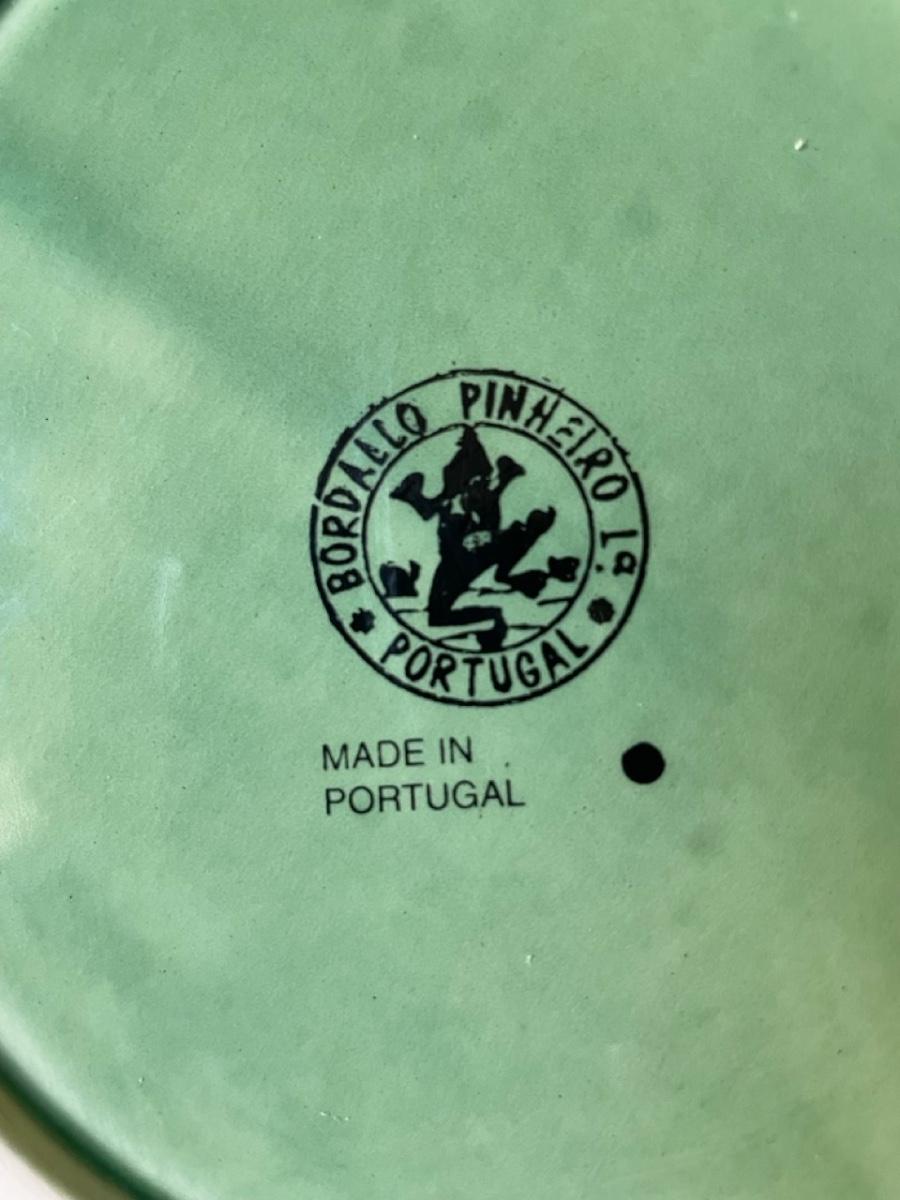 BORDALLO PINHEIRO Lª.
PORTUGAL
MADE IN
PORTUGAL